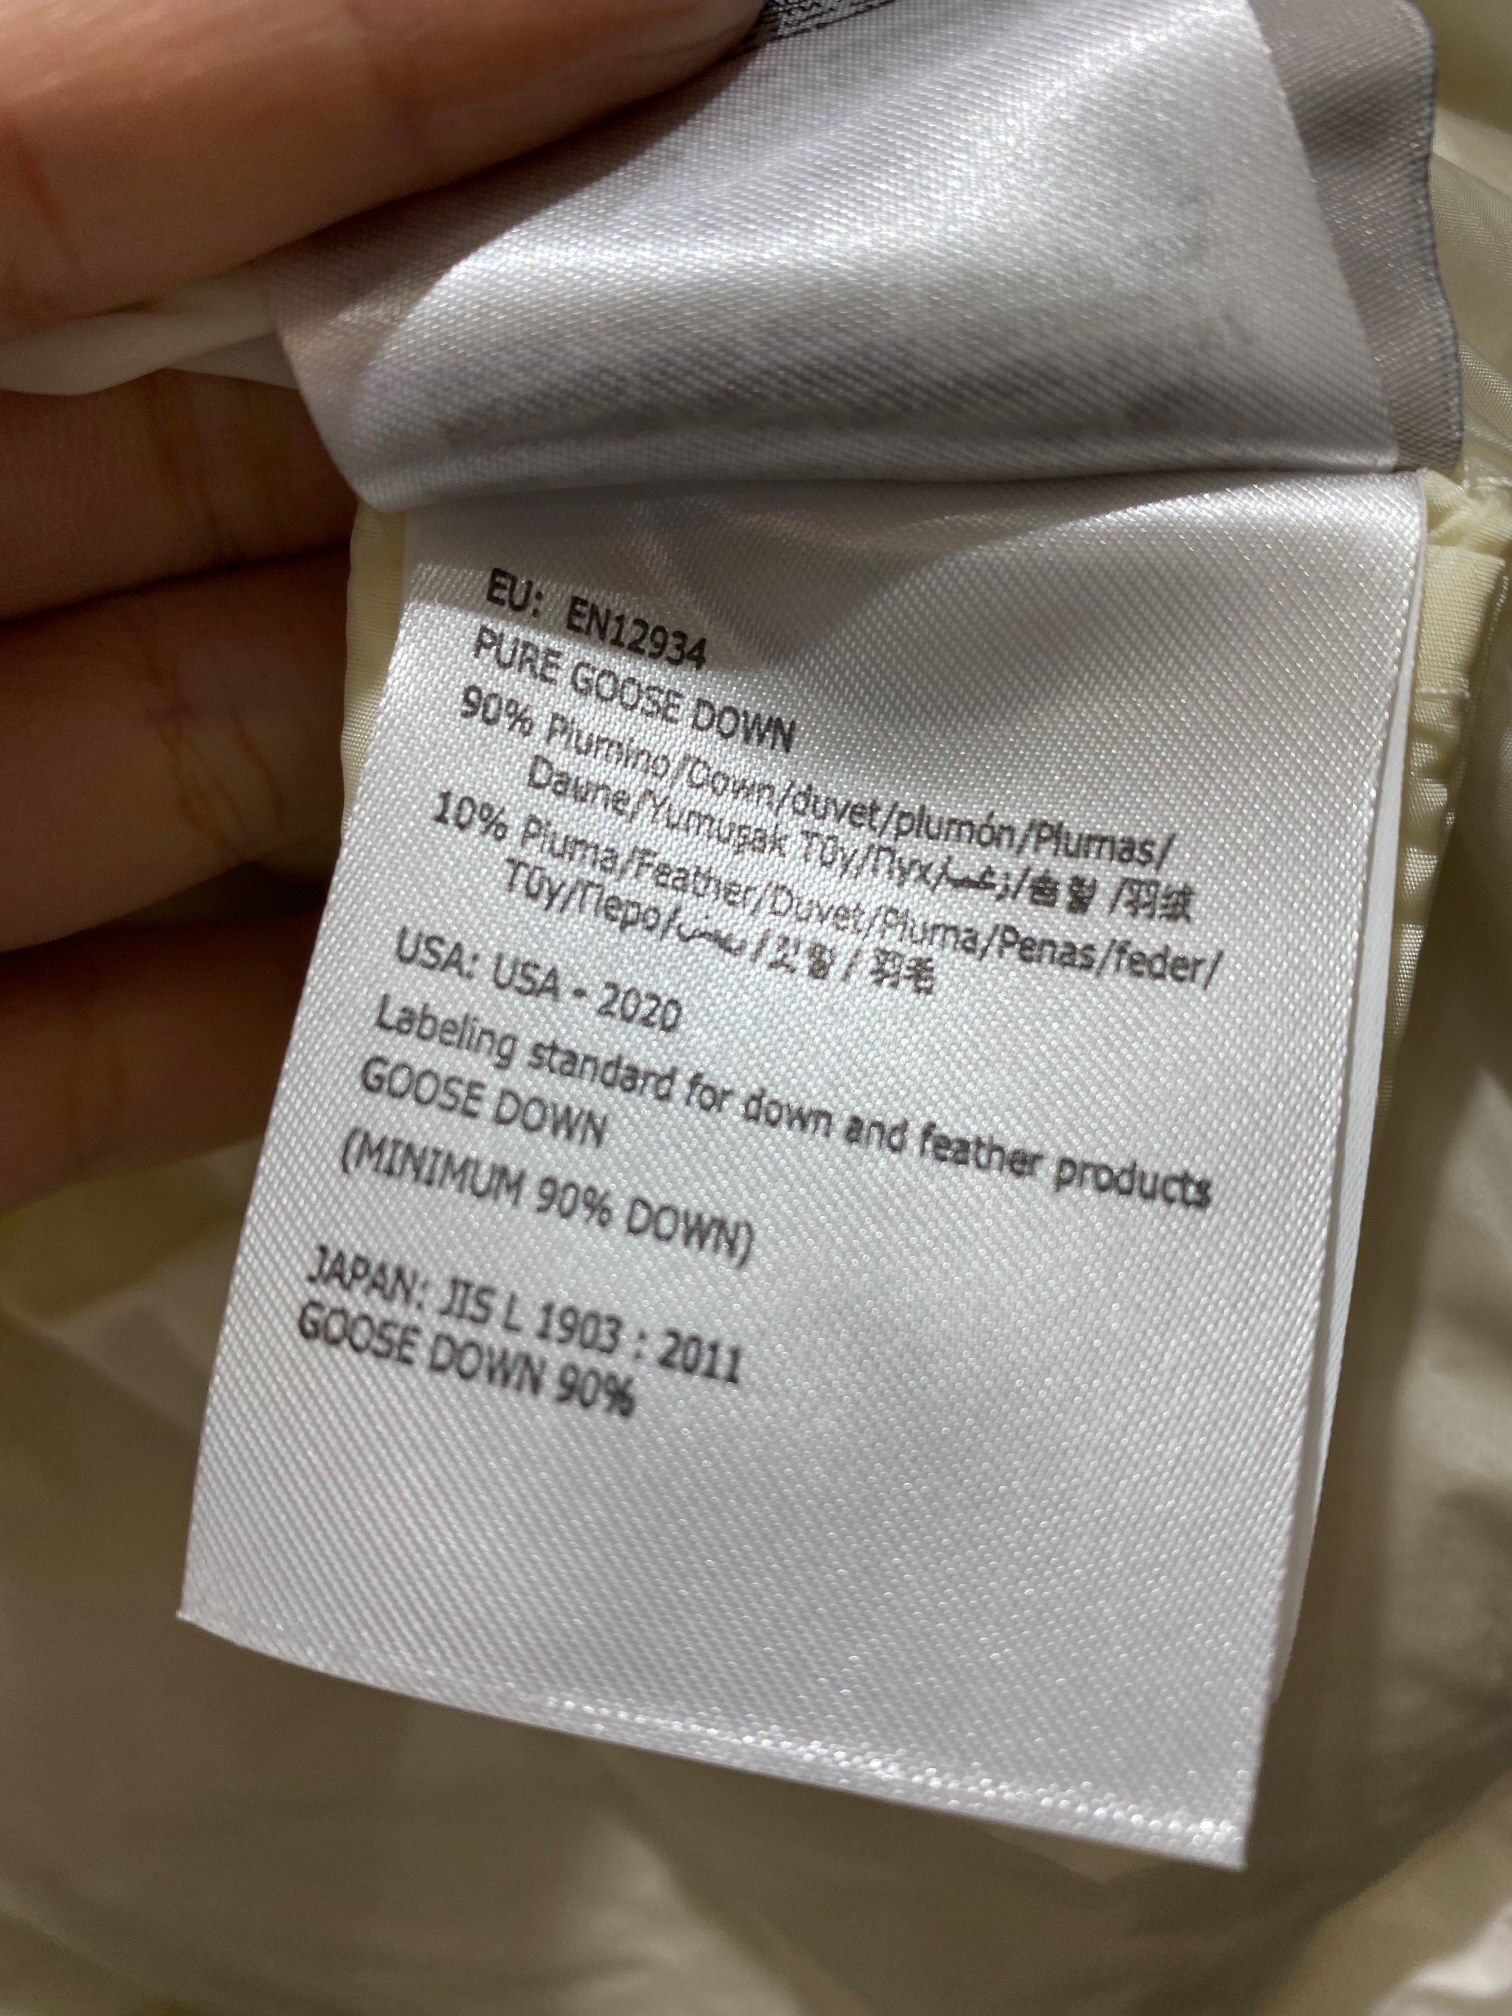 EU: EN12934
PURE GOOSE DOWN
90% Piumino/Down/duvet/plumón/Plumas/
Daune/Yumuşak Tüy/Пух/زغب/솜털 /羽绒
10% Piuma/Feather/Duvet/Pluma/Penas/feder/
Tüy/Перо/ريش/깃털/ 羽毛
USA: USA - 2020
Labeling standard for down and feather products
GOOSE DOWN
(MINIMUM 90% DOWN)
JAPAN: JIS L 1903 : 2011
GOOSE DOWN 90%